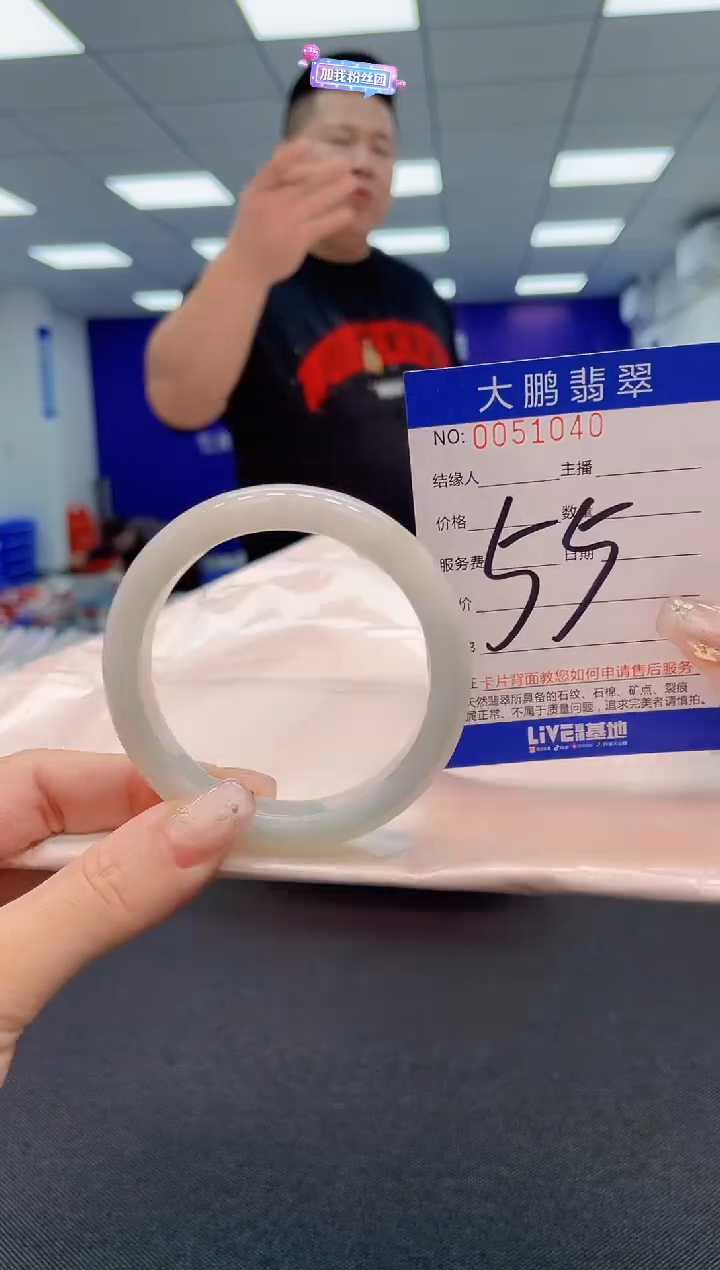 加我粉丝团
大鹏翡翠
NO: 0051040
结缘人 主播
价格 数量
服务费 日期
价
55
卡片背面教您如何申请售后服务
天然翡翠所具备的石纹、石棉、矿点、裂痕
属正常、不属于质量问题，追求完美者请慎拍。
LiVE 基地